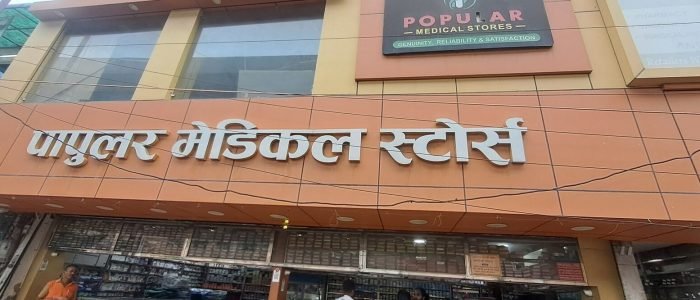 POPULAR
MEDICAL STORES
GENUINITY, RELIABILITY & SATISFACTION
पापुलर मेडिकल स्टोर्स